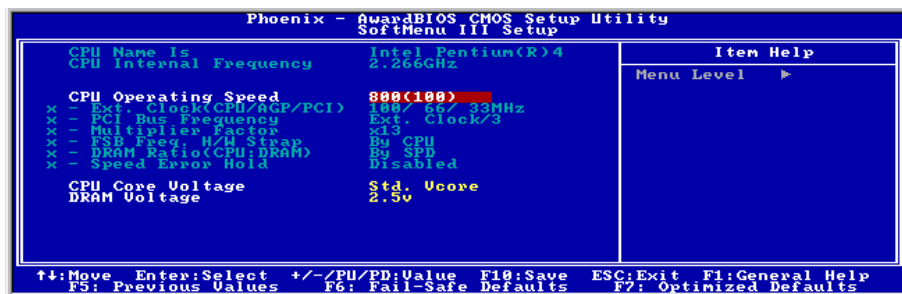 Phoenix - AwardBIOS CMOS Setup Utility
SoftMenu III Setup
CPU Name Is Intel Pentium(R)4
CPU Internal Frequency 2.266GHz
Item Help
Menu Level ►
CPU Operating Speed 800(100)
x - Ext. Clock(CPU/AGP/PCI) 100/ 66/ 33MHz
x - PCI Bus Frequency Ext. Clock/3
x - Multiplier Factor x13
x - FSB Freq. H/W Strap By CPU
x - DRAM Ratio(CPU:DRAM) By SPD
x - Speed Error Hold Disabled
CPU Core Voltage Std. Vcore
DRAM Voltage 2.5v
↑↓:Move Enter:Select +/-/PU/PD:Value F10:Save ESC:Exit F1:General Help
F5: Previous Values F6: Fail-Safe Defaults F7: Optimized Defaults